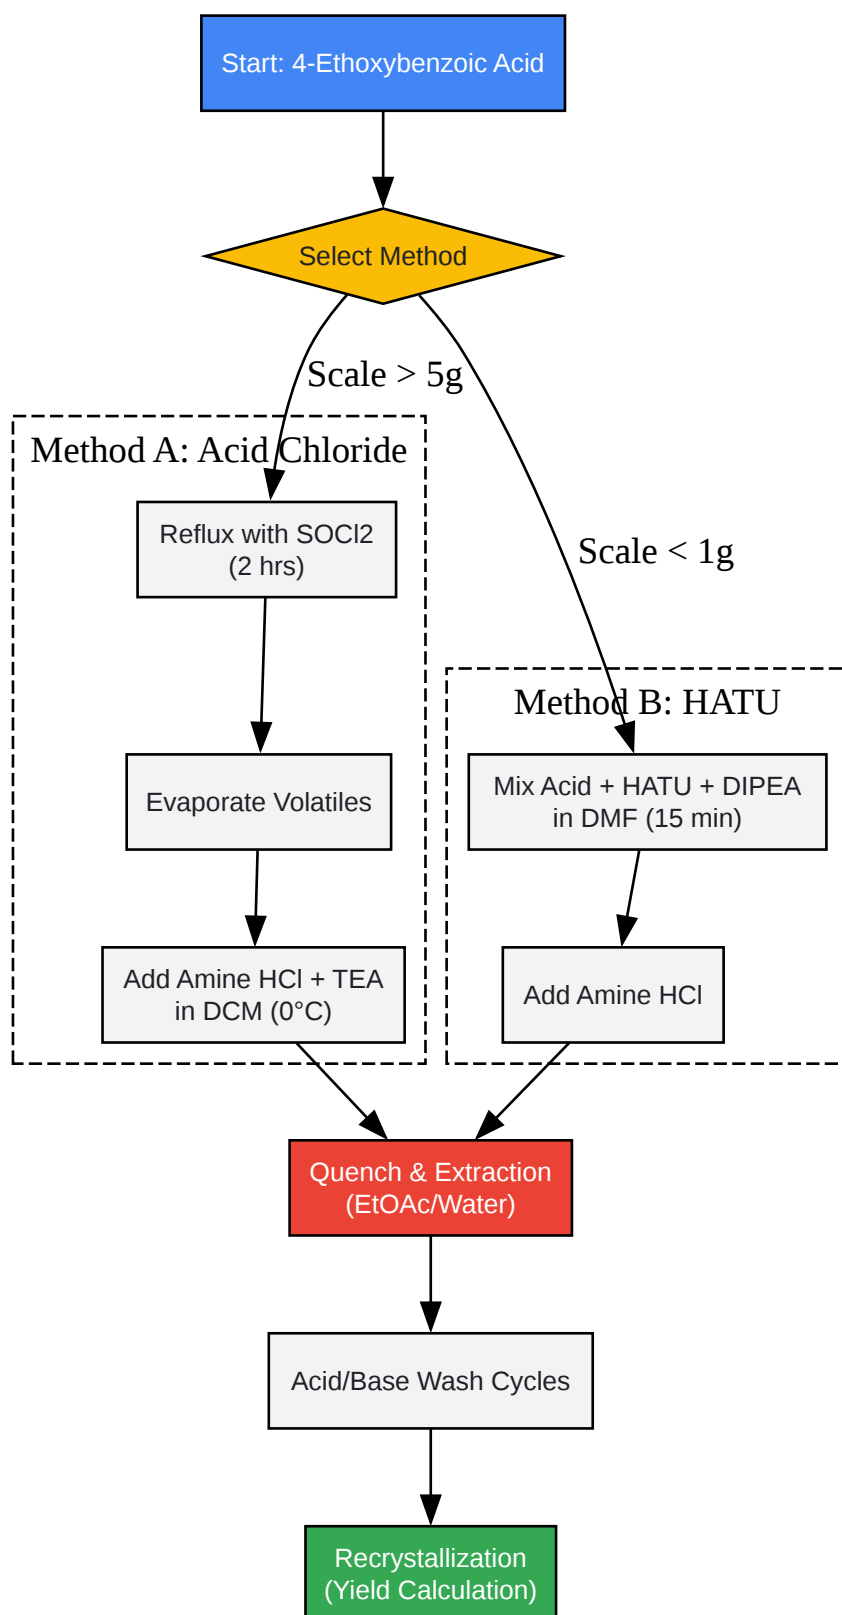 Start: 4-Ethoxybenzoic Acid
Select Method
Scale > 5g
Method A: Acid Chloride
Reflux with SOCl2
(2 hrs)
Evaporate Volatiles
Add Amine HCl + TEA
in DCM (0°C)
Scale < 1g
Method B: HATU
Mix Acid + HATU + DIPEA
in DMF (15 min)
Add Amine HCl
Quench & Extraction
(EtOAc/Water)
Acid/Base Wash Cycles
Recrystallization
(Yield Calculation)